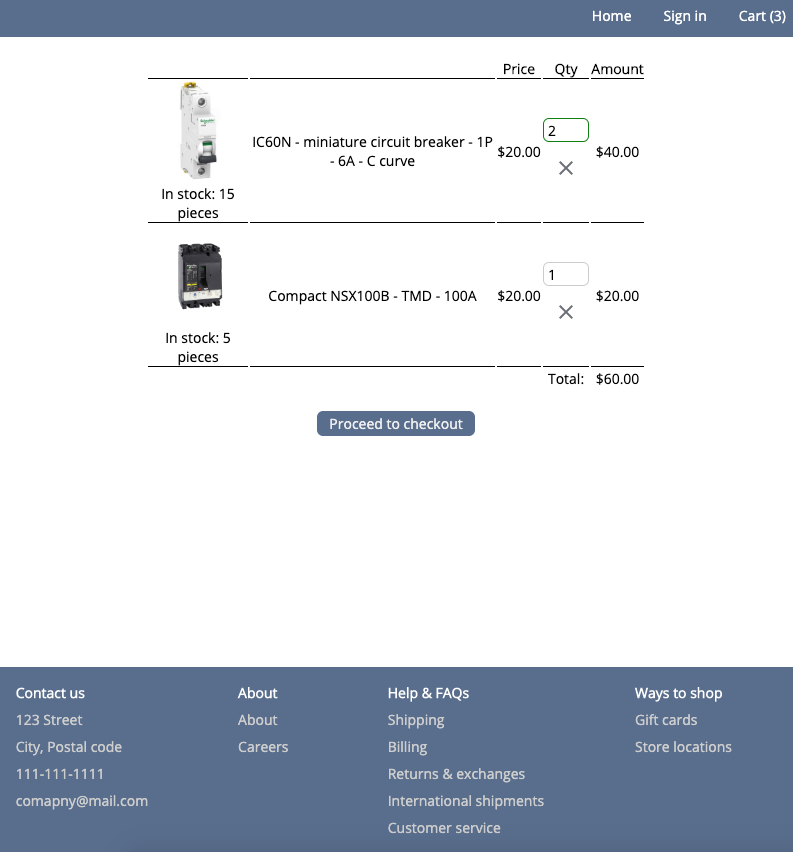 Home Sign in Cart (3)
Price Qty Amount
IC60N - miniature circuit breaker - 1P
- 6A - C curve
$20.00 2 $40.00
In stock: 15
pieces
Compact NSX100B - TMD - 100A
$20.00 1 $20.00
In stock: 5
pieces
Total: $60.00
Proceed to checkout
Contact us
123 Street
City, Postal code
111-111-1111
comapny@mail.com
About
About
Careers
Help & FAQs
Shipping
Billing
Returns & exchanges
International shipments
Customer service
Ways to shop
Gift cards
Store locations